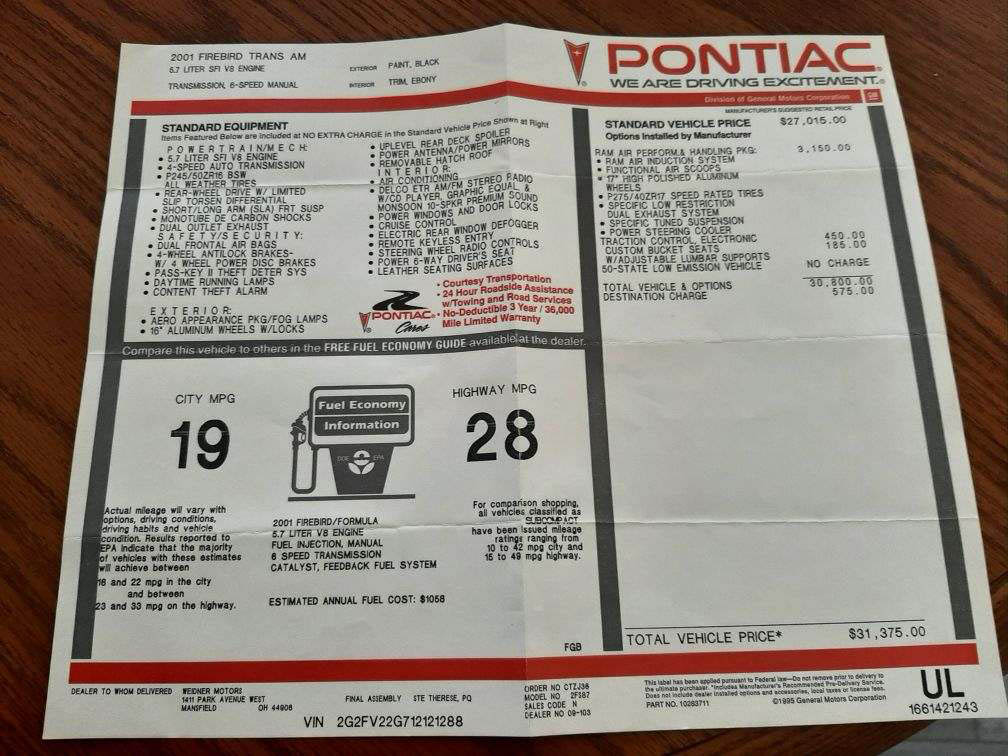 2001 FIREBIRD TRANS AM
5.7 LITER SFI V8 ENGINE
TRANSMISSION, 6-SPEED MANUAL
EXTERIOR PAINT, BLACK
INTERIOR TRIM, EBONY
PONTIAC
WE ARE DRIVING EXCITEMENT.
Division of General Motors Corporation
GM
STANDARD EQUIPMENT
Items Featured Below are Included at NO EXTRA CHARGE in the Standard Vehicle Price Shown at Right
POWERTRAIN/MECH:
• 5.7 LITER SFI V8 ENGINE
• 4-SPEED AUTO TRANSMISSION
• P245/50ZR16 BSW
ALL WEATHER TIRES
• REAR-WHEEL DRIVE W/ LIMITED
SLIP TORSEN DIFFERENTIAL
• SHORT/LONG ARM (SLA) FRT SUSP
• MONOTUBE DE CARBON SHOCKS
• DUAL OUTLET EXHAUST
SAFETY/SECURITY:
• DUAL FRONTAL AIR BAGS
• 4-WHEEL ANTILOCK BRAKES-
W/ 4 WHEEL POWER DISC BRAKES
• PASS-KEY II THEFT DETER SYS
• DAYTIME RUNNING LAMPS
• CONTENT THEFT ALARM
EXTERIOR:
• AERO APPEARANCE PKG/FOG LAMPS
• 16" ALUMINUM WHEELS W/LOCKS
• UPLEVEL REAR DECK SPOILER
• POWER ANTENNA/POWER MIRRORS
• REMOVABLE HATCH ROOF
INTERIOR:
• AIR CONDITIONING
• DELCO ETR AM/FM STEREO RADIO
W/CD PLAYER, GRAPHIC EQUAL &
MONSOON 10-SPKR PREMIUM SOUND
• POWER WINDOWS AND DOOR LOCKS
• CRUISE CONTROL
• ELECTRIC REAR WINDOW DEFOGGER
• REMOTE KEYLESS ENTRY
• STEERING WHEEL RADIO CONTROLS
• POWER 6-WAY DRIVER'S SEAT
• LEATHER SEATING SURFACES
PONTIAC
Cares
• Courtesy Transportation
• 24 Hour Roadside Assistance
w/Towing and Road Services
• No-Deductible 3 Year / 36,000
Mile Limited Warranty
MANUFACTURER'S SUGGESTED RETAIL PRICE
STANDARD VEHICLE PRICE $27,015.00
Options Installed by Manufacturer
RAM AIR PERFORM.& HANDLING PKG: 3,150.00
• RAM AIR INDUCTION SYSTEM
• FUNCTIONAL AIR SCOOPS
• 17" HIGH POLISHED ALUMINUM
WHEELS
• P275/40ZR17 SPEED RATED TIRES
• SPECIFIC LOW RESTRICTION
DUAL EXHAUST SYSTEM
• SPECIFIC TUNED SUSPENSION
• POWER STEERING COOLER
TRACTION CONTROL, ELECTRONIC 450.00
CUSTOM BUCKET SEATS 185.00
W/ADJUSTABLE LUMBAR SUPPORTS
50-STATE LOW EMISSION VEHICLE NO CHARGE
TOTAL VEHICLE & OPTIONS 30,800.00
DESTINATION CHARGE 575.00
Compare this vehicle to others in the FREE FUEL ECONOMY GUIDE available at the dealer.
CITY MPG
19
Fuel Economy
Information
DOE EPA
HIGHWAY MPG
28
Actual mileage will vary with
options, driving conditions,
driving habits and vehicle
condition. Results reported to
EPA indicate that the majority
of vehicles with these estimates
will achieve between
16 and 22 mpg in the city
and between
23 and 33 mpg on the highway.
2001 FIREBIRD/FORMULA
5.7 LITER V8 ENGINE
FUEL INJECTION, MANUAL
6 SPEED TRANSMISSION
CATALYST, FEEDBACK FUEL SYSTEM
ESTIMATED ANNUAL FUEL COST: $1058
For comparison shopping,
all vehicles classified as
SUBCOMPACT
have been issued mileage
ratings ranging from
10 to 42 mpg city and
15 to 49 mpg highway.
FGB
TOTAL VEHICLE PRICE* $31,375.00
DEALER TO WHOM DELIVERED
WEIDNER MOTORS
1411 PARK AVENUE WEST
MANSFIELD OH 44906
FINAL ASSEMBLY STE THERESE, PQ
VIN 2G2FV22G712121288
ORDER NO CTZJ36
MODEL NO 2FS87
SALES CODE N
DEALER NO 09-103
This label has been applied pursuant to Federal law—Do not remove prior to delivery to
the ultimate purchaser. *Includes Manufacturer's Recommended Pre-Delivery Service.
Does not include dealer installed options and accessories, local taxes or license fees.
PART NO. 10283711 ©1995 General Motors Corporation
UL
1661421243